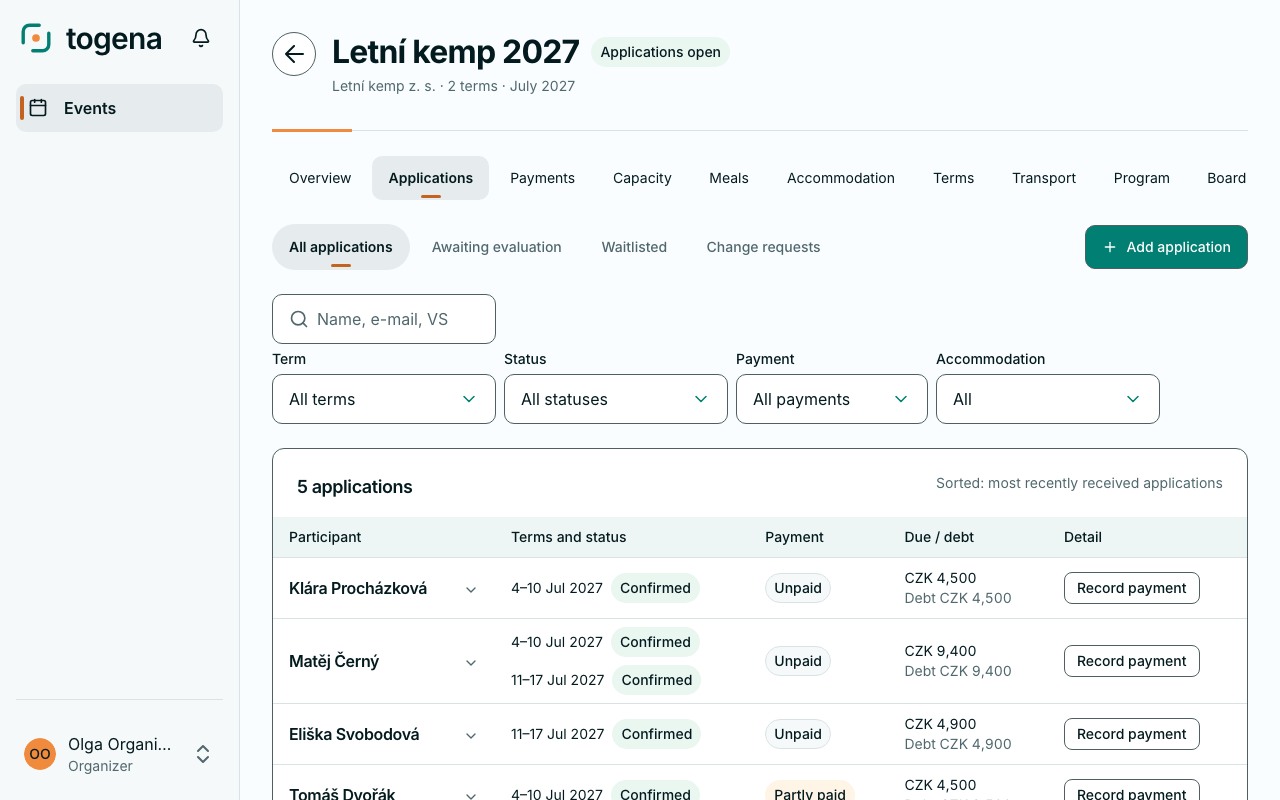 togena
Events
Letní kemp 2027
Applications open
Letní kemp z. s. · 2 terms · July 2027
Overview
Applications
Payments
Capacity
Meals
Accommodation
Terms
Transport
Program
Board
All applications
Awaiting evaluation
Waitlisted
Change requests
+ Add application
Name, e-mail, VS
Term
Status
Payment
Accommodation
All terms
All statuses
All payments
All
5 applications
Sorted: most recently received applications
Participant
Terms and status
Payment
Due / debt
Detail
Klára Procházková
4–10 Jul 2027 Confirmed
Unpaid
CZK 4,500
Debt CZK 4,500
Record payment
Matěj Černý
4–10 Jul 2027 Confirmed
11–17 Jul 2027 Confirmed
Unpaid
CZK 9,400
Debt CZK 9,400
Record payment
Eliška Svobodová
11–17 Jul 2027 Confirmed
Unpaid
CZK 4,900
Debt CZK 4,900
Record payment
Tomáš Dvořák
4–10 Jul 2027 Confirmed
Partly paid
CZK 4,500
Record payment
OO
Olga Organi...
Organizer